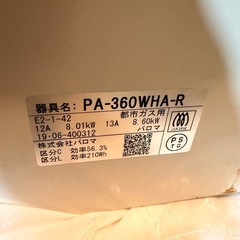 器具名: PA-360WHA-R
E2-1-42 都市ガス用
12A 8.01kW 13A 8.60kW
19・06-400312 パロマ
株式会社パロマ
区分C 効率56.3%
区分L 効率210Wh
PS
TG